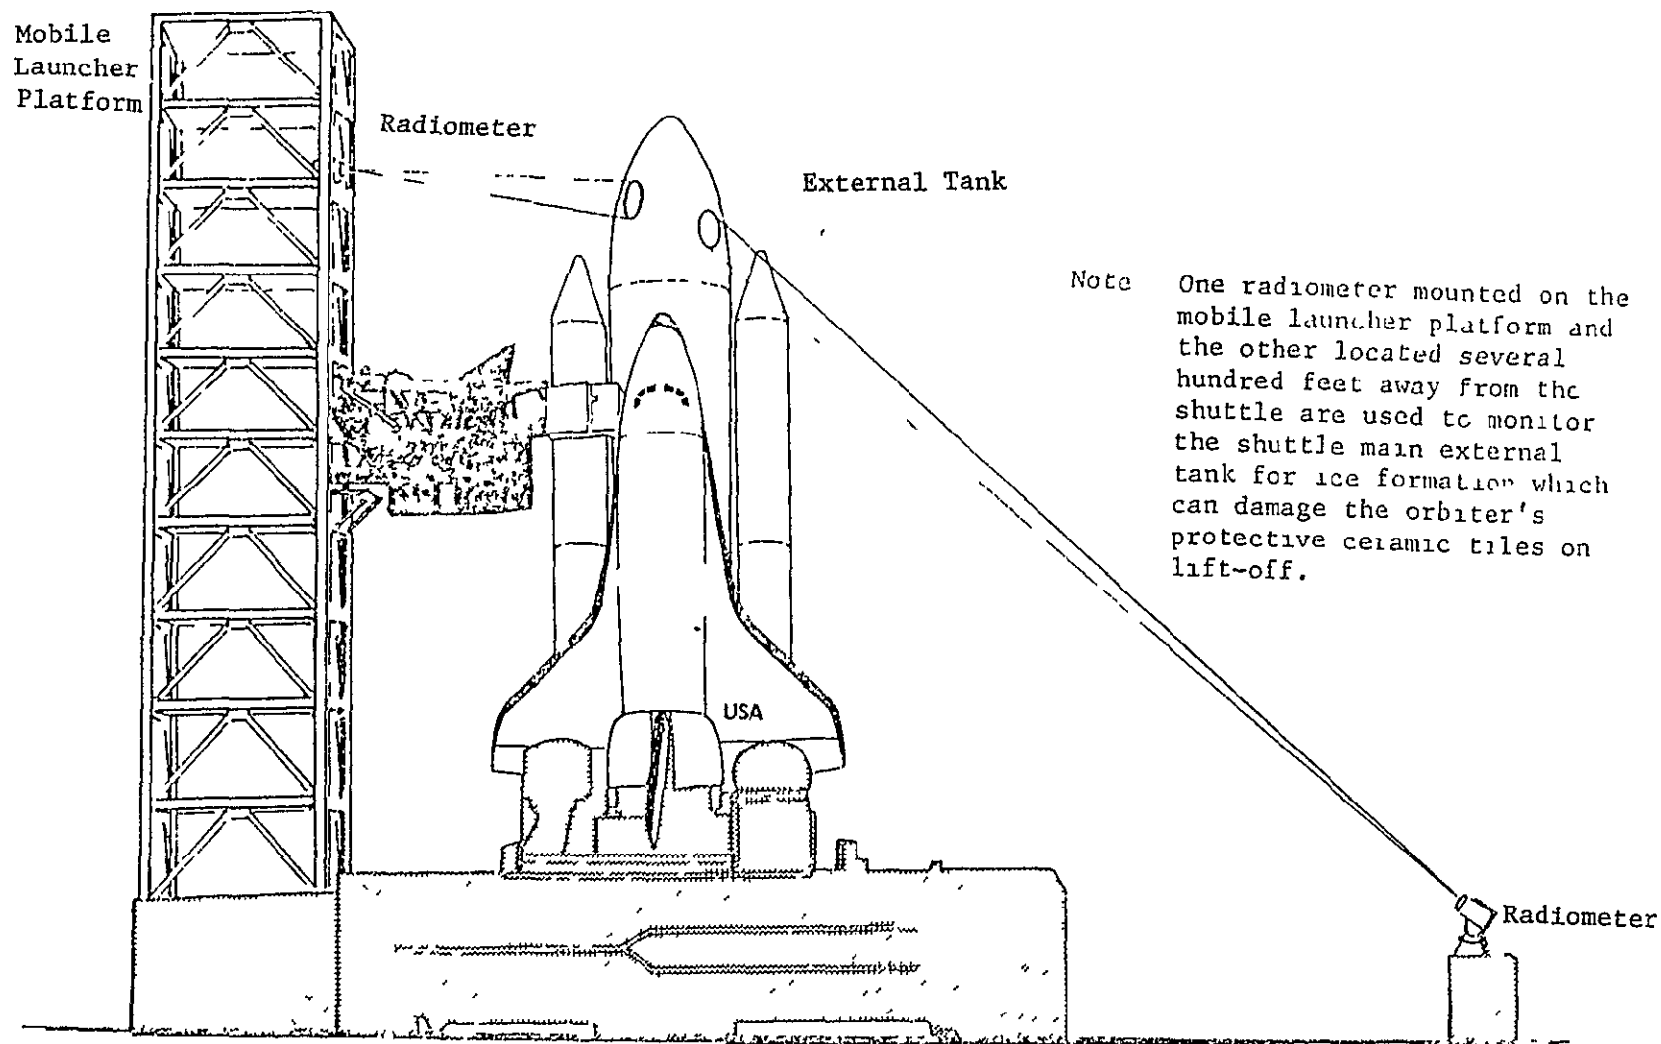 Mobile
Launcher
Platform
Radiometer
External Tank
Note One radiometer mounted on the
mobile launcher platform and
the other located several
hundred feet away from the
shuttle are used to monitor
the shuttle main external
tank for ice formation which
can damage the orbiter's
protective ceramic tiles on
lift-off.
USA
Radiometer